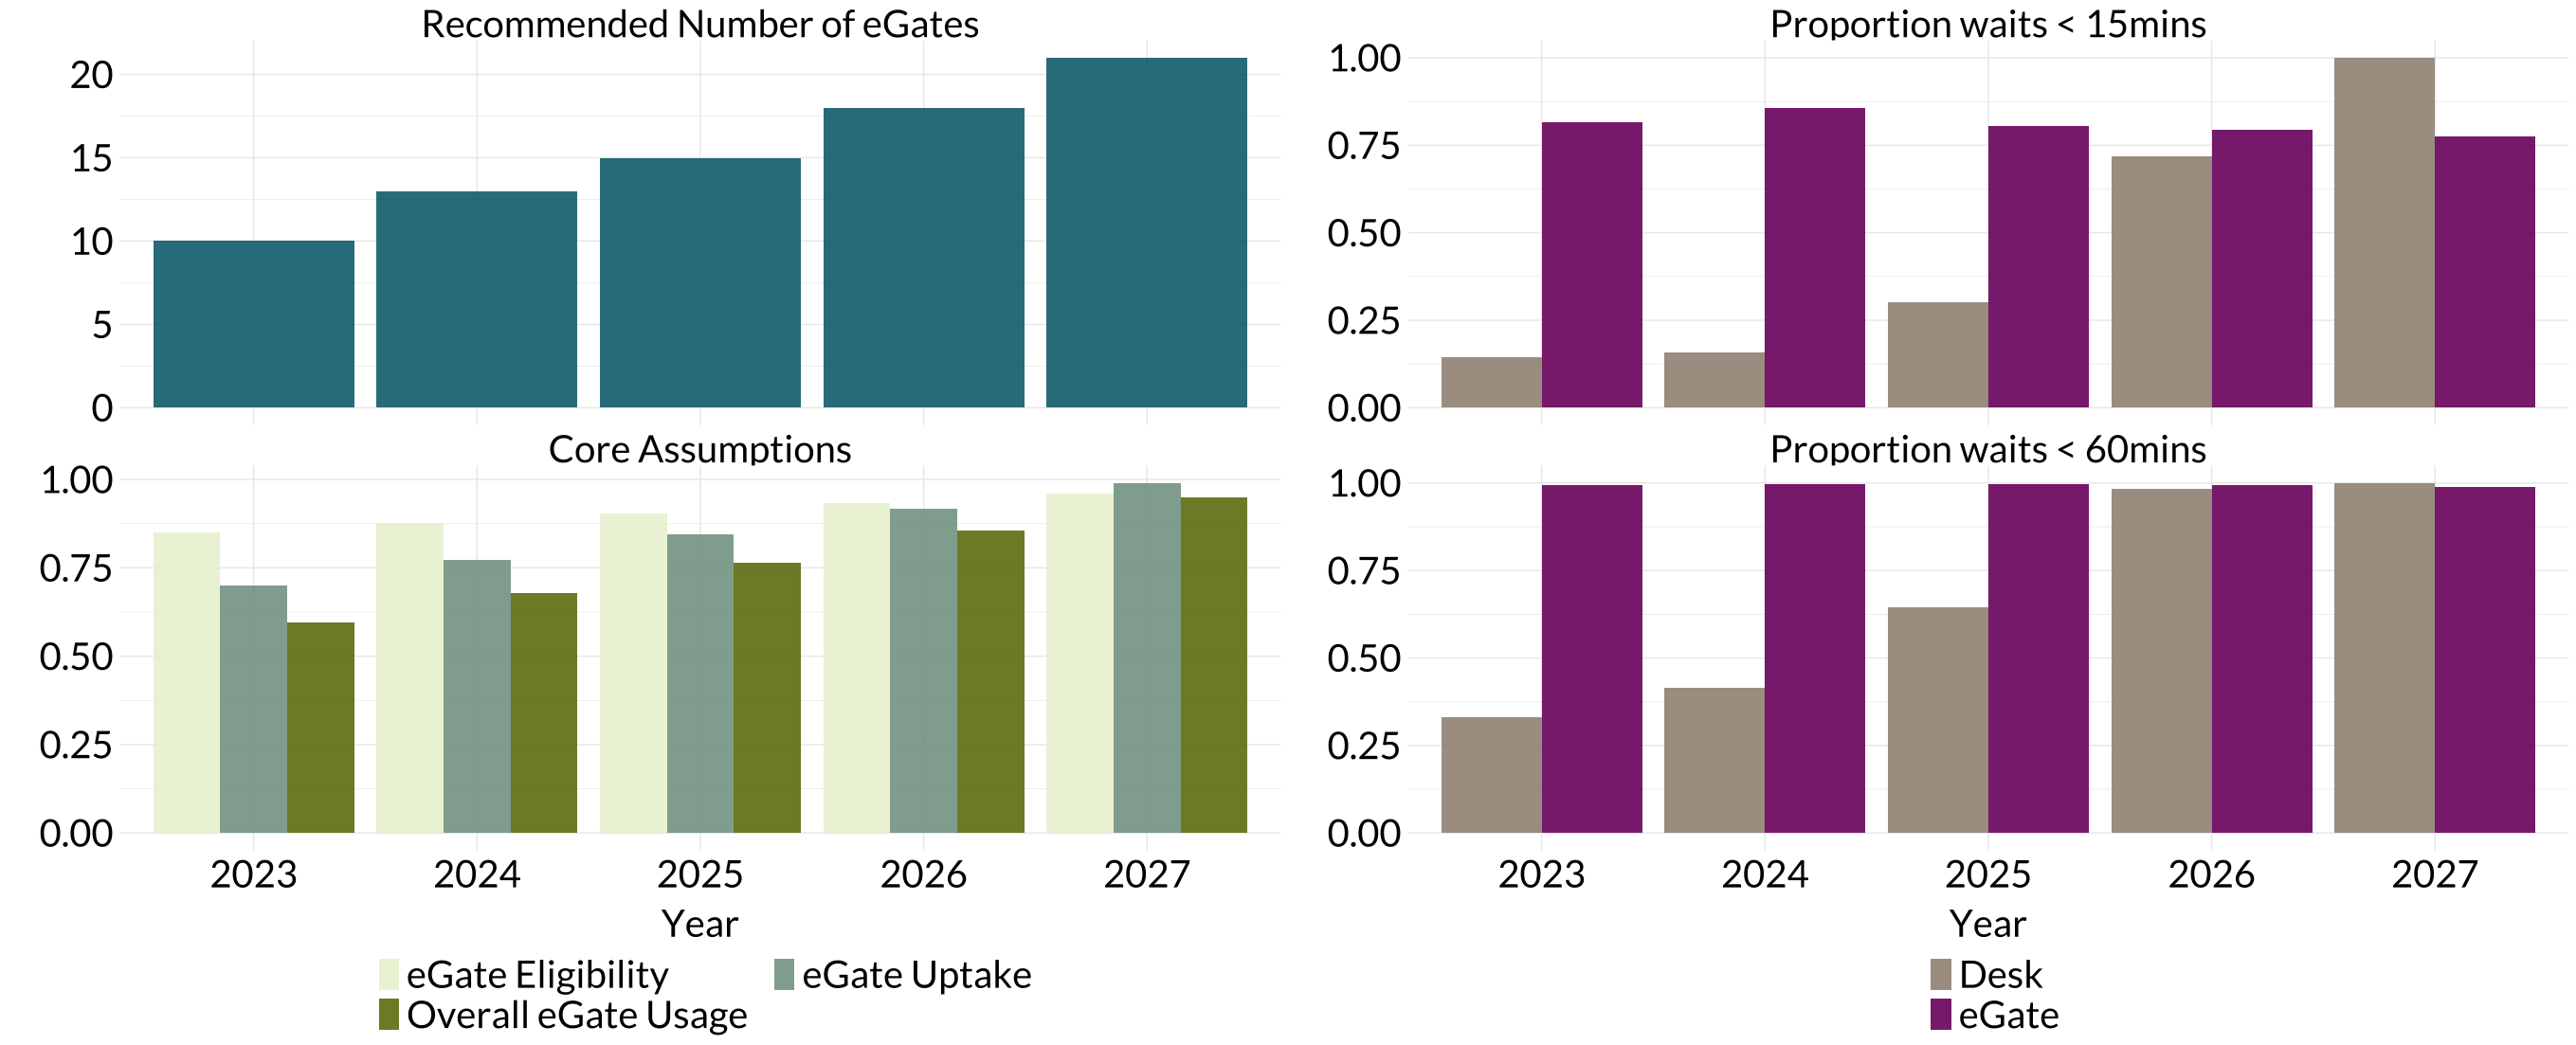 Recommended Number of eGates
20
15
10
5
0
Core Assumptions
1.00
0.75
0.50
0.25
0.00
2023 2024 2025 2026 2027
Year
eGate Eligibility eGate Uptake
Overall eGate Usage
Proportion waits < 15mins
1.00
0.75
0.50
0.25
0.00
Proportion waits < 60mins
1.00
0.75
0.50
0.25
0.00
2023 2024 2025 2026 2027
Year
Desk
eGate